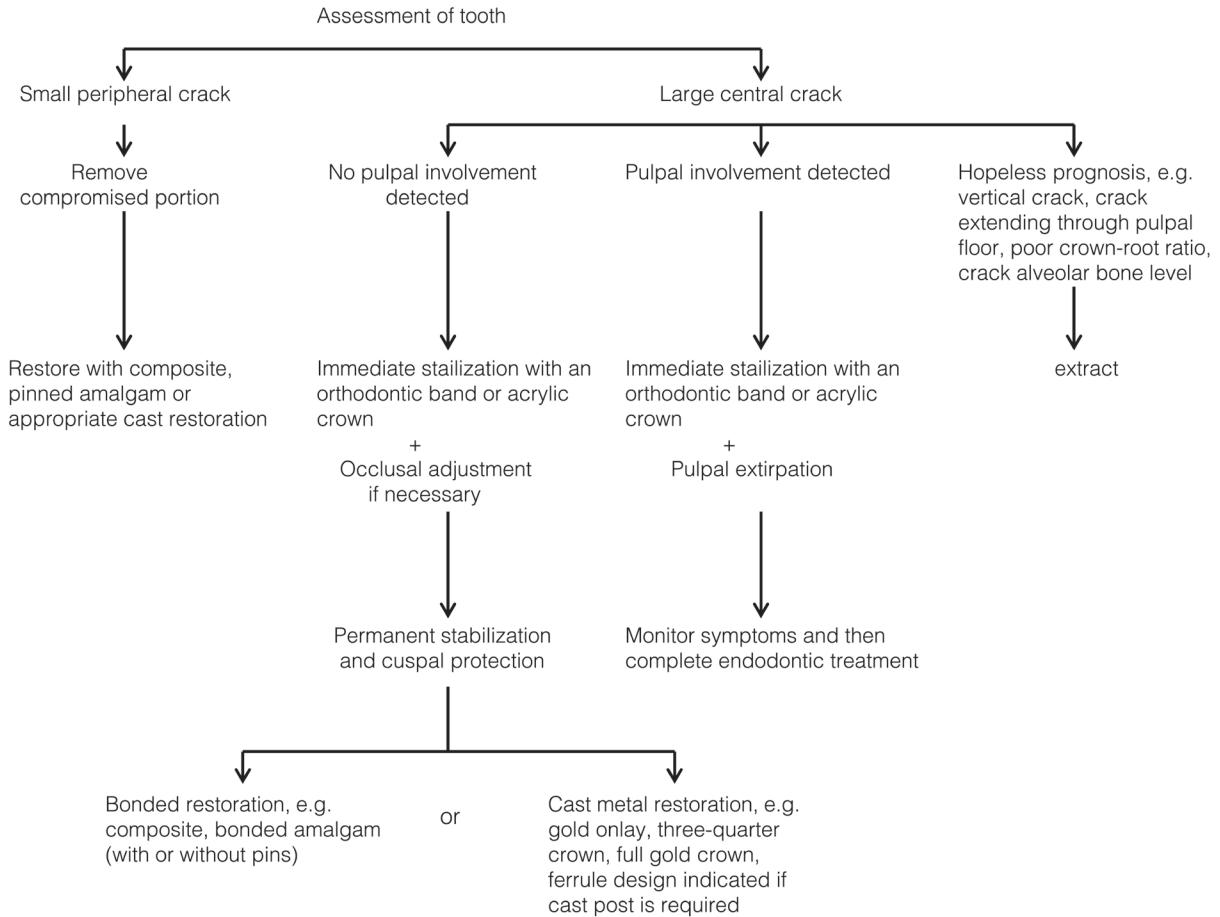 Assessment of tooth
Small peripheral crack
Large central crack
Remove
compromised portion
No pulpal involvement
detected
Pulpal involvement detected
Hopeless prognosis, e.g.
vertical crack, crack
extending through pulpal
floor, poor crown-root ratio,
crack alveolar bone level
Restore with composite,
pinned amalgam or
appropriate cast restoration
Immediate stailization with an
orthodontic band or acrylic
crown
+
Occlusal adjustment
if necessary
Immediate stailization with an
orthodontic band or acrylic
crown
+
Pulpal extirpation
extract
Permanent stabilization
and cuspal protection
Monitor symptoms and then
complete endodontic treatment
Bonded restoration, e.g.
composite, bonded amalgam
(with or without pins)
or
Cast metal restoration, e.g.
gold onlay, three-quarter
crown, full gold crown,
ferrule design indicated if
cast post is required